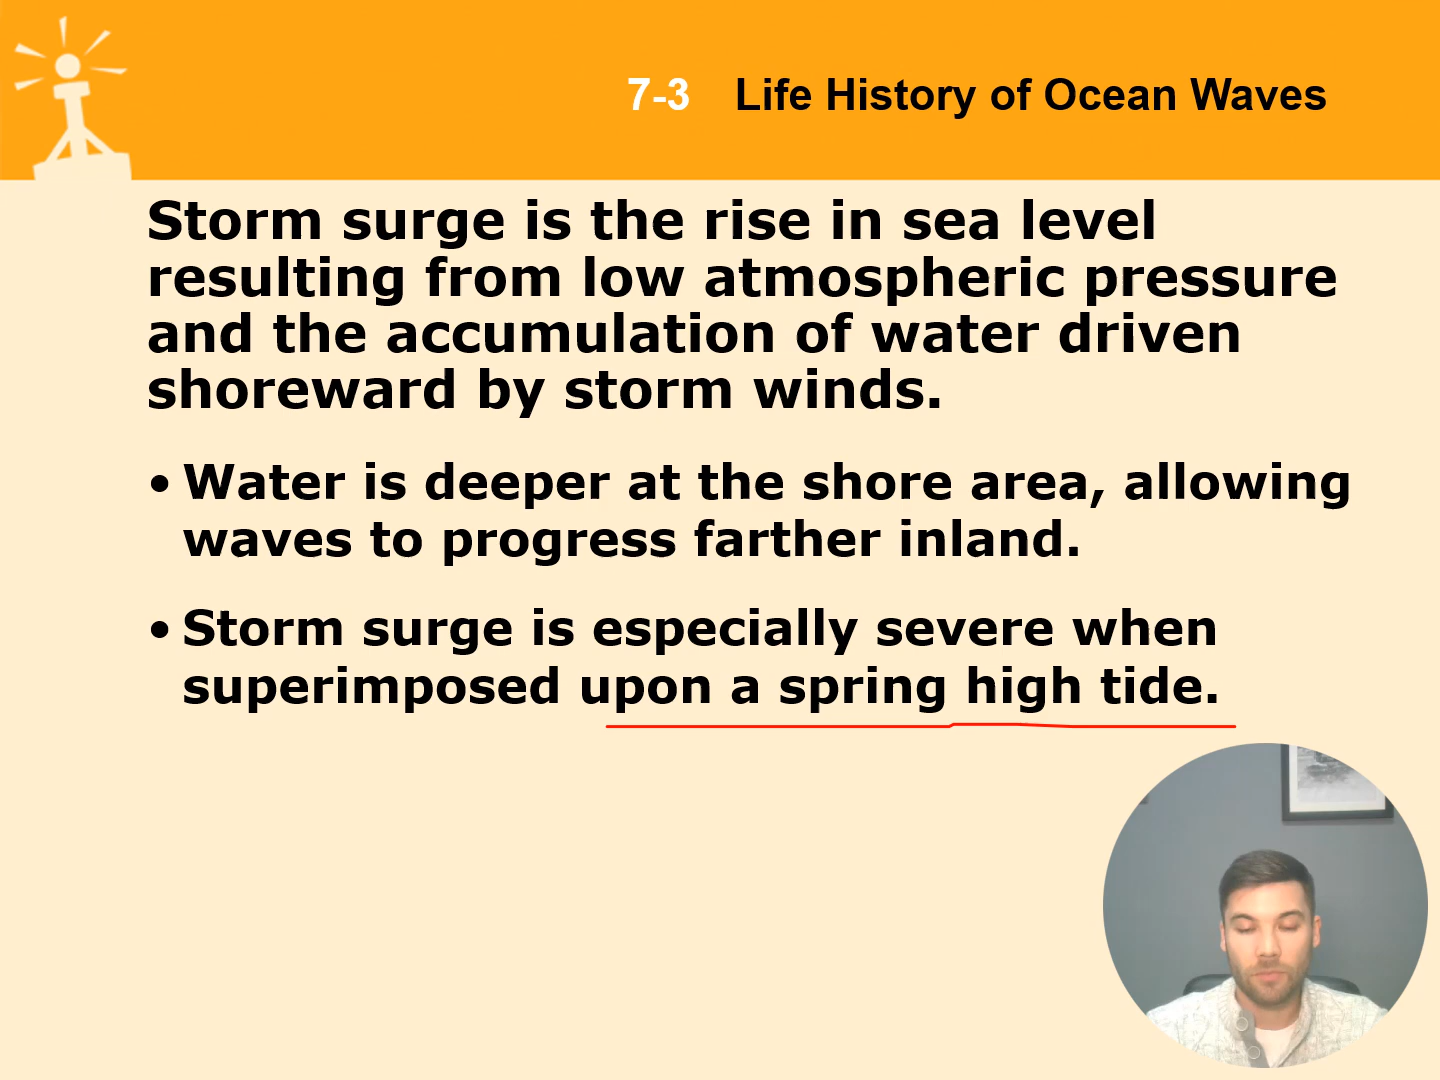 7-3 Life History of Ocean Waves
Storm surge is the rise in sea level
resulting from low atmospheric pressure
and the accumulation of water driven
shoreward by storm winds.
• Water is deeper at the shore area, allowing
waves to progress farther inland.
• Storm surge is especially severe when
superimposed upon a spring high tide.